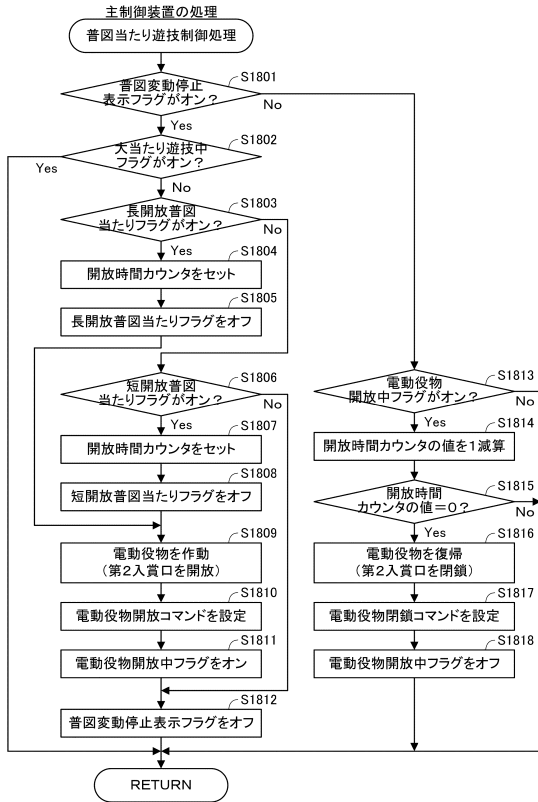 主制御装置の処理
普図当たり遊技制御処理
S1801
普図変動停止
表示フラグがオン？
No
Yes
S1802
大当たり遊技中
フラグがオン？
Yes
No
S1803
長開放普図
当たりフラグがオン？
No
Yes
S1804
開放時間カウンタをセット
S1805
長開放普図当たりフラグをオフ
S1806
短開放普図
当たりフラグがオン？
No
Yes
S1807
開放時間カウンタをセット
S1808
短開放普図当たりフラグをオフ
S1809
電動役物を作動
（第２入賞口を開放）
S1810
電動役物開放コマンドを設定
S1811
電動役物開放中フラグをオン
S1812
普図変動停止表示フラグをオフ
RETURN
S1813
電動役物
開放中フラグがオン？
No
Yes
S1814
開放時間カウンタの値を１減算
S1815
開放時間
カウンタの値＝０？
No
Yes
S1816
電動役物を復帰
（第２入賞口を閉鎖）
S1817
電動役物閉鎖コマンドを設定
S1818
電動役物開放中フラグをオフ